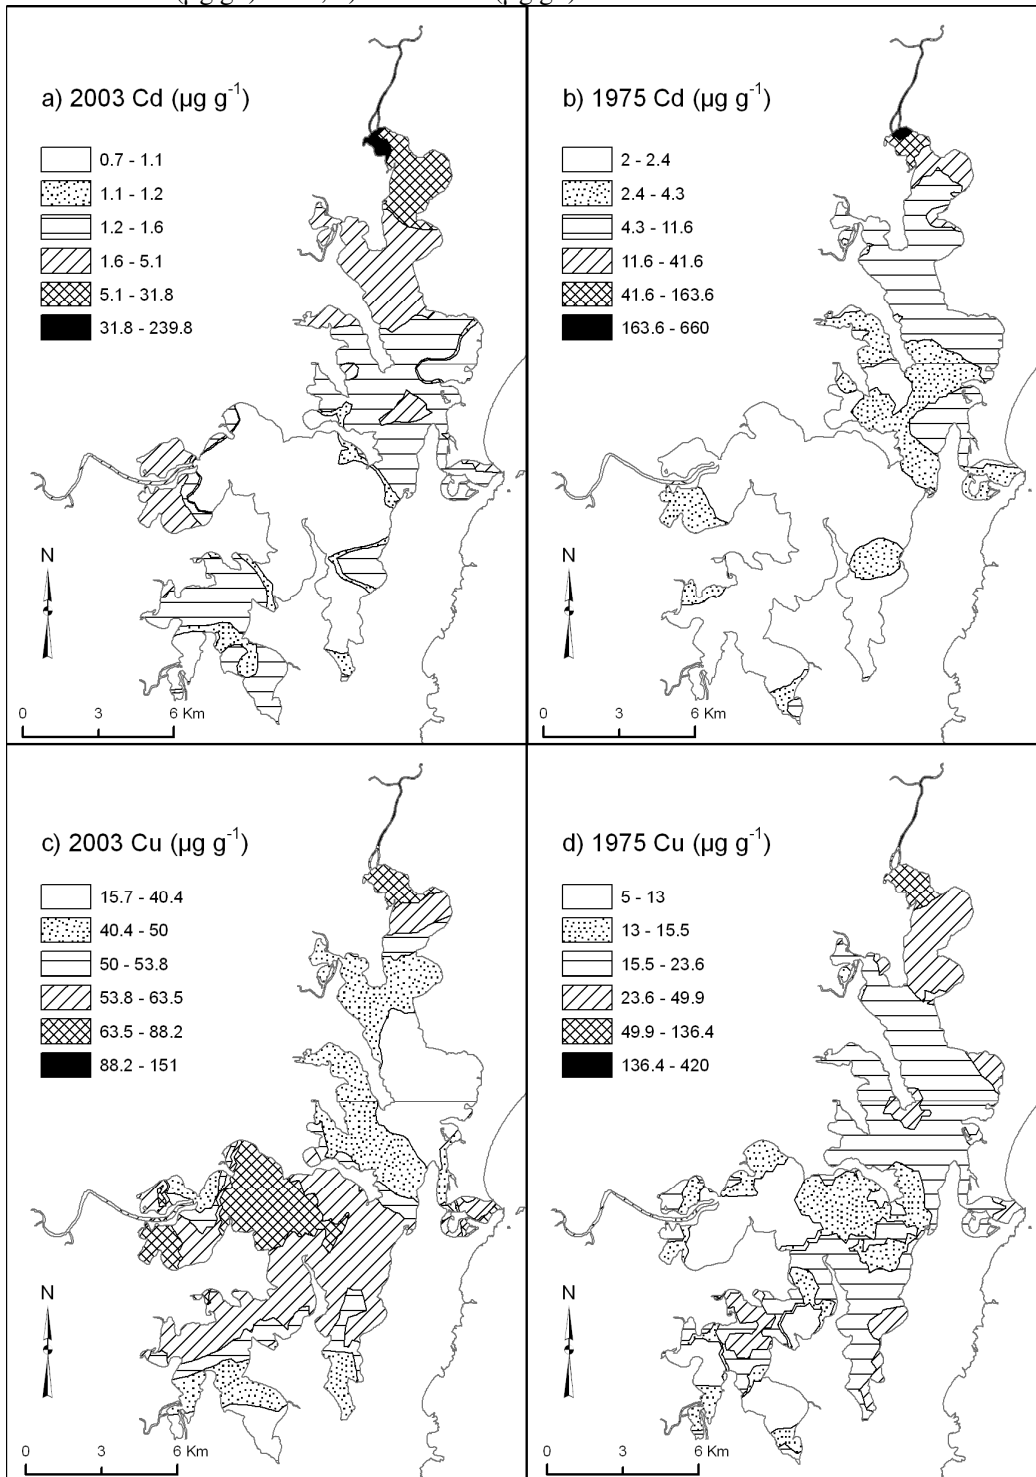 a) 2003 Cd (µg g-1)
0.7 - 1.1
1.1 - 1.2
1.2 - 1.6
1.6 - 5.1
5.1 - 31.8
31.8 - 239.8
N
0 3 6 Km
b) 1975 Cd (µg g-1)
2 - 2.4
2.4 - 4.3
4.3 - 11.6
11.6 - 41.6
41.6 - 163.6
163.6 - 660
N
0 3 6 Km
c) 2003 Cu (µg g-1)
15.7 - 40.4
40.4 - 50
50 - 53.8
53.8 - 63.5
63.5 - 88.2
88.2 - 151
N
0 3 6 Km
d) 1975 Cu (µg g-1)
5 - 13
13 - 15.5
15.5 - 23.6
23.6 - 49.9
49.9 - 136.4
136.4 - 420
N
0 3 6 Km